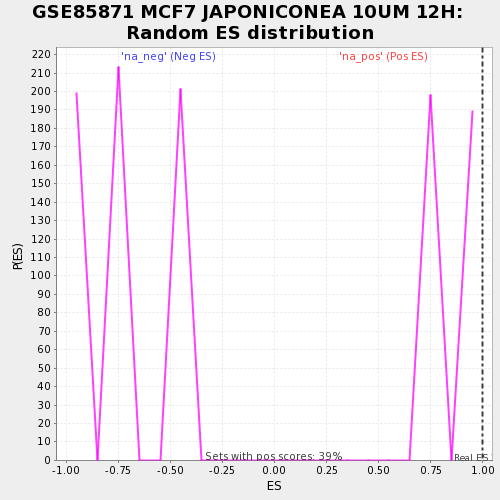 GSE85871 MCF7 JAPONICONEA 10UM 12H:
Random ES distribution
'na_neg' (Neg ES)
'na_pos' (Pos ES)
220
210
200
190
180
170
160
150
140
130
120
110
100
90
80
70
60
50
40
30
20
10
0
P(ES)
Sets with pos scores: 39%
Real ES
-1.00 -0.75 -0.50 -0.25 0.00 0.25 0.50 0.75 1.00
ES